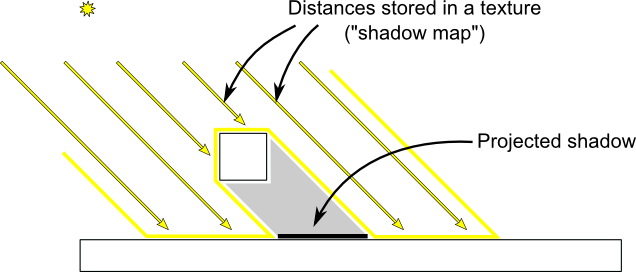 Distances stored in a texture
("shadow map")
Projected shadow